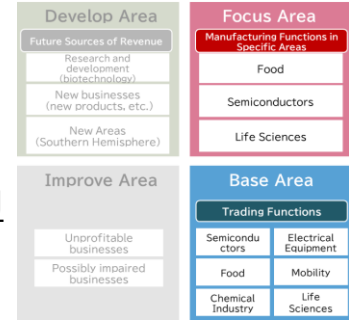 Develop Area
Future Sources of Revenue
Research and
development
(biotechnology)
New businesses
(new products, etc.)
New Areas
(Southern Hemisphere)
Focus Area
Manufacturing Functions in
Specific Areas
Food
Semiconductors
Life Sciences
Improve Area
Unprofitable
businesses
Possibly impaired
businesses
Base Area
Trading Functions
Semicondu
ctors
Electrical
Equipment
Food
Mobility
Chemical
Industry
Life
Sciences